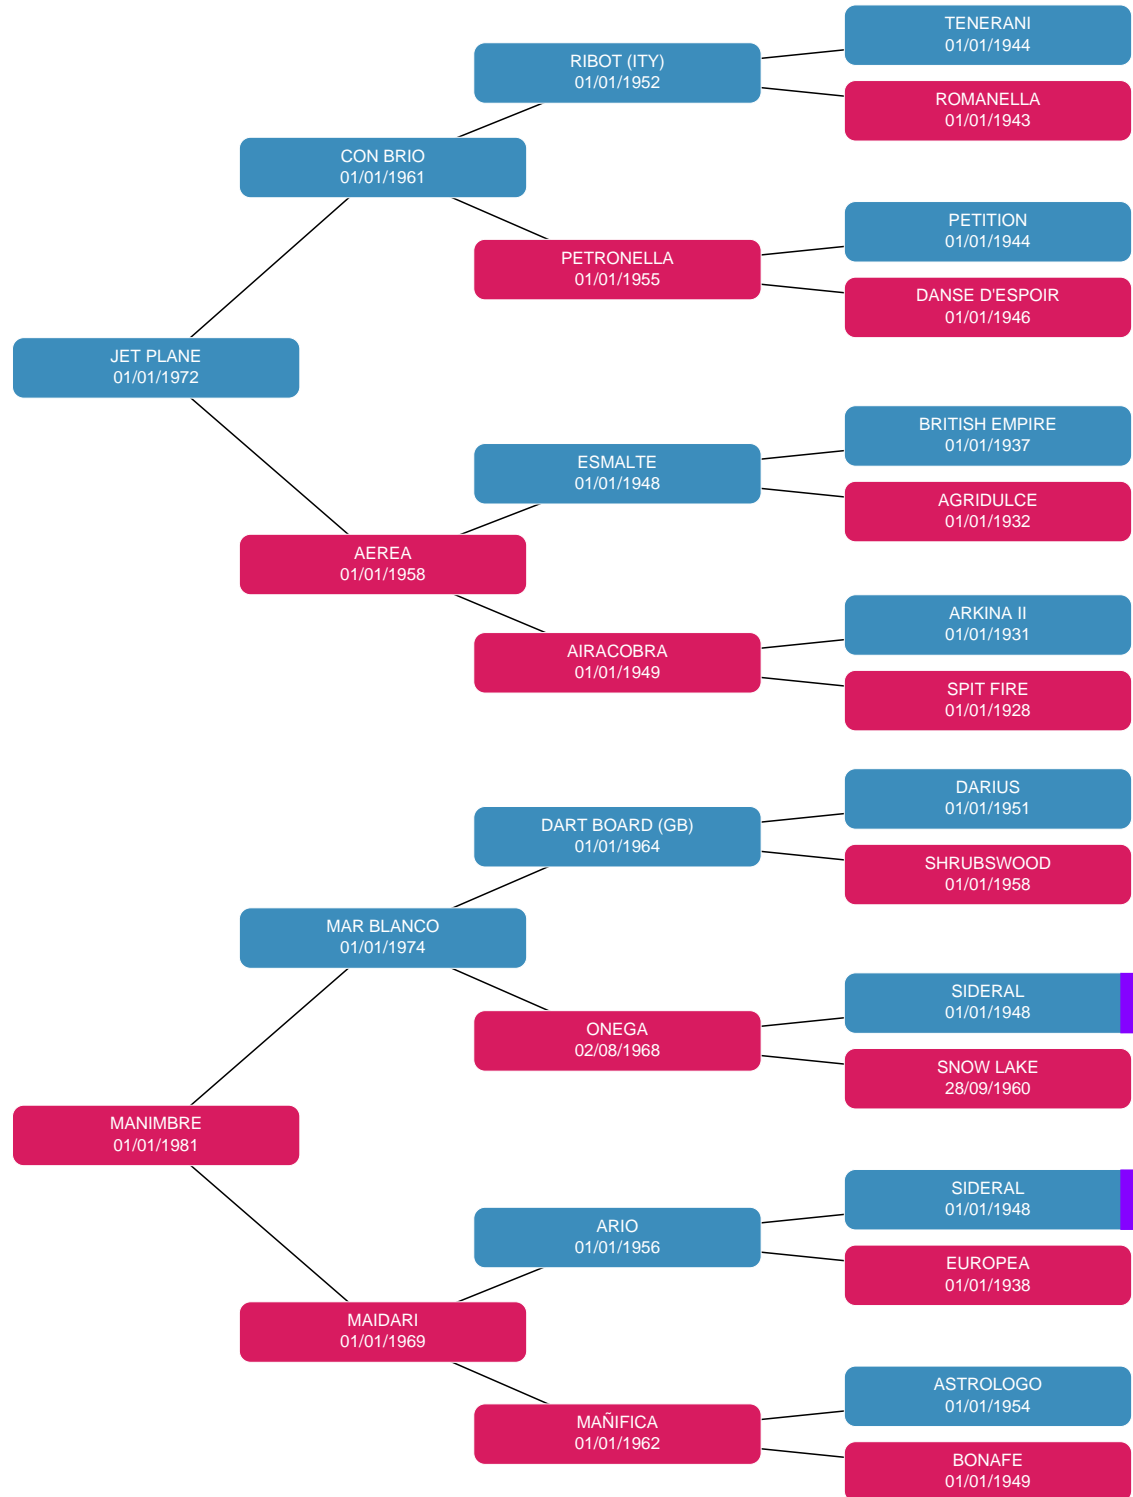 TENERANI
01/01/1944
RIBOT (ITY)
01/01/1952
ROMANELLA
01/01/1943
CON BRIO
01/01/1961
PETITION
01/01/1944
PETRONELLA
01/01/1955
DANSE D'ESPOIR
01/01/1946
JET PLANE
01/01/1972
BRITISH EMPIRE
01/01/1937
ESMALTE
01/01/1948
AGRIDULCE
01/01/1932
AEREA
01/01/1958
ARKINA II
01/01/1931
AIRACOBRA
01/01/1949
SPIT FIRE
01/01/1928
DARIUS
01/01/1951
DART BOARD (GB)
01/01/1964
SHRUBSWOOD
01/01/1958
MAR BLANCO
01/01/1974
SIDERAL
01/01/1948
ONEGA
02/08/1968
SNOW LAKE
28/09/1960
MANIMBRE
01/01/1981
SIDERAL
01/01/1948
ARIO
01/01/1956
EUROPEA
01/01/1938
MAIDARI
01/01/1969
ASTROLOGO
01/01/1954
MAÑIFICA
01/01/1962
BONAFE
01/01/1949